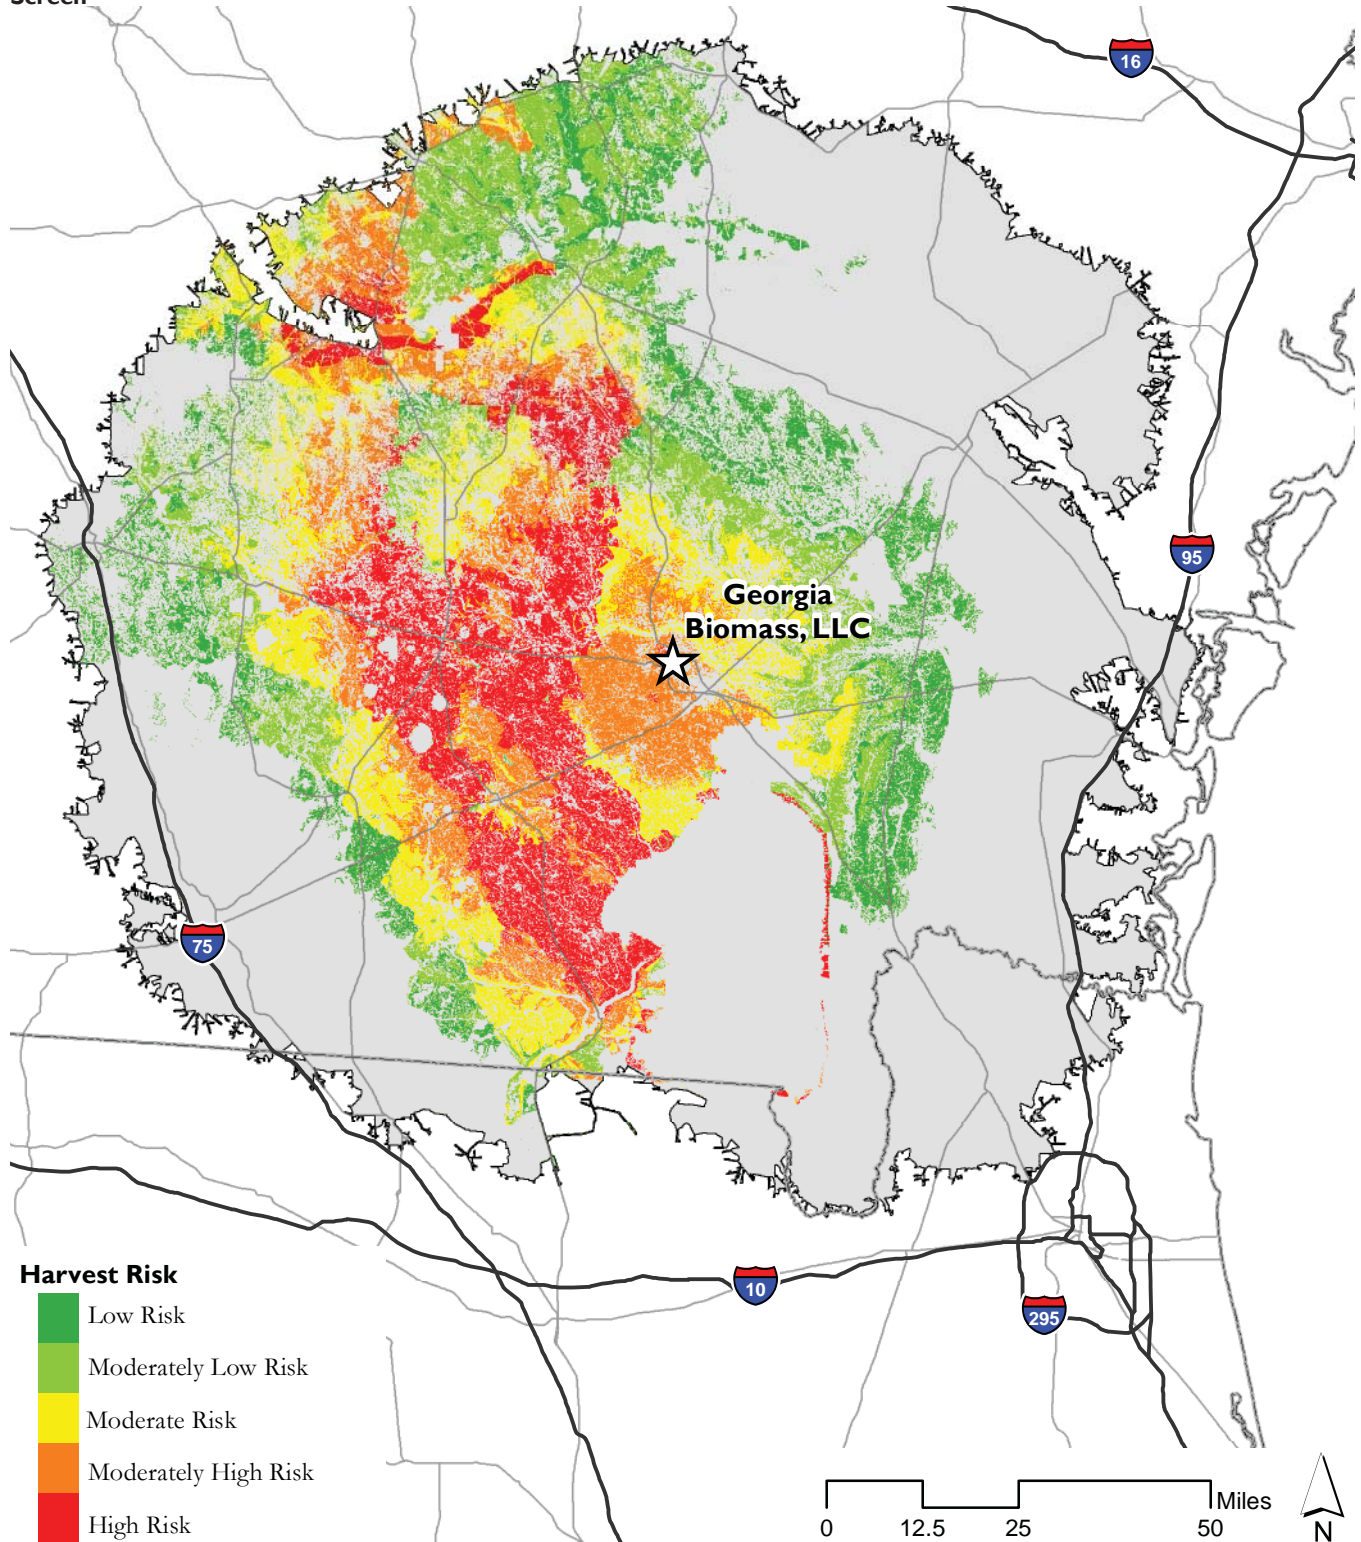 Screen
16
95
Georgia
Biomass, LLC
75
10
295
Harvest Risk
Low Risk
Moderately Low Risk
Moderate Risk
Moderately High Risk
High Risk
Miles
0 12.5 25 50
N